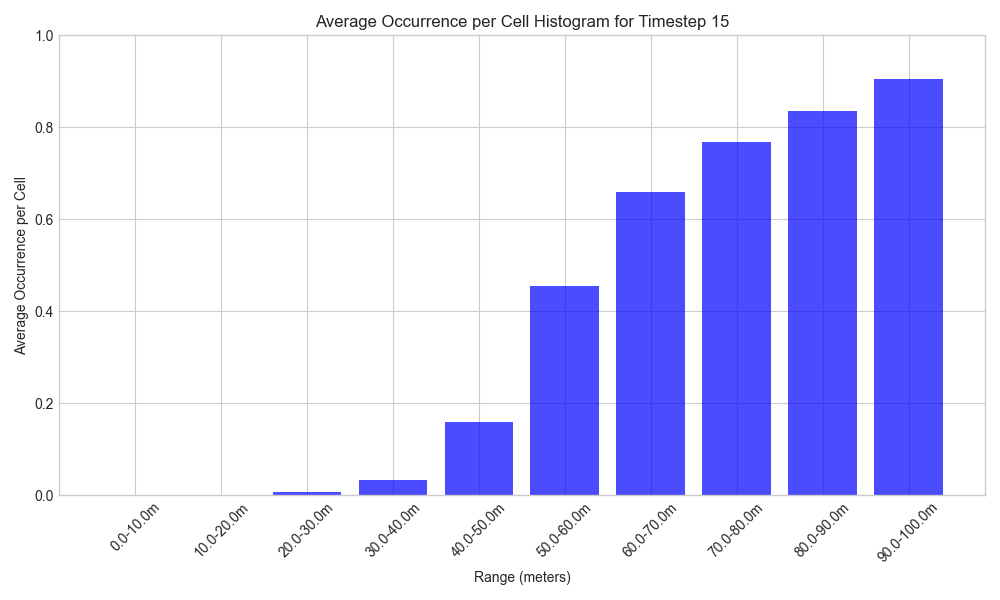 Average Occurrence per Cell Histogram for Timestep 15
1.0
0.8
0.6
0.4
0.2
0.0
Average Occurrence per Cell
0.0-10.0m
10.0-20.0m
20.0-30.0m
30.0-40.0m
40.0-50.0m
50.0-60.0m
60.0-70.0m
70.0-80.0m
80.0-90.0m
90.0-100.0m
Range (meters)